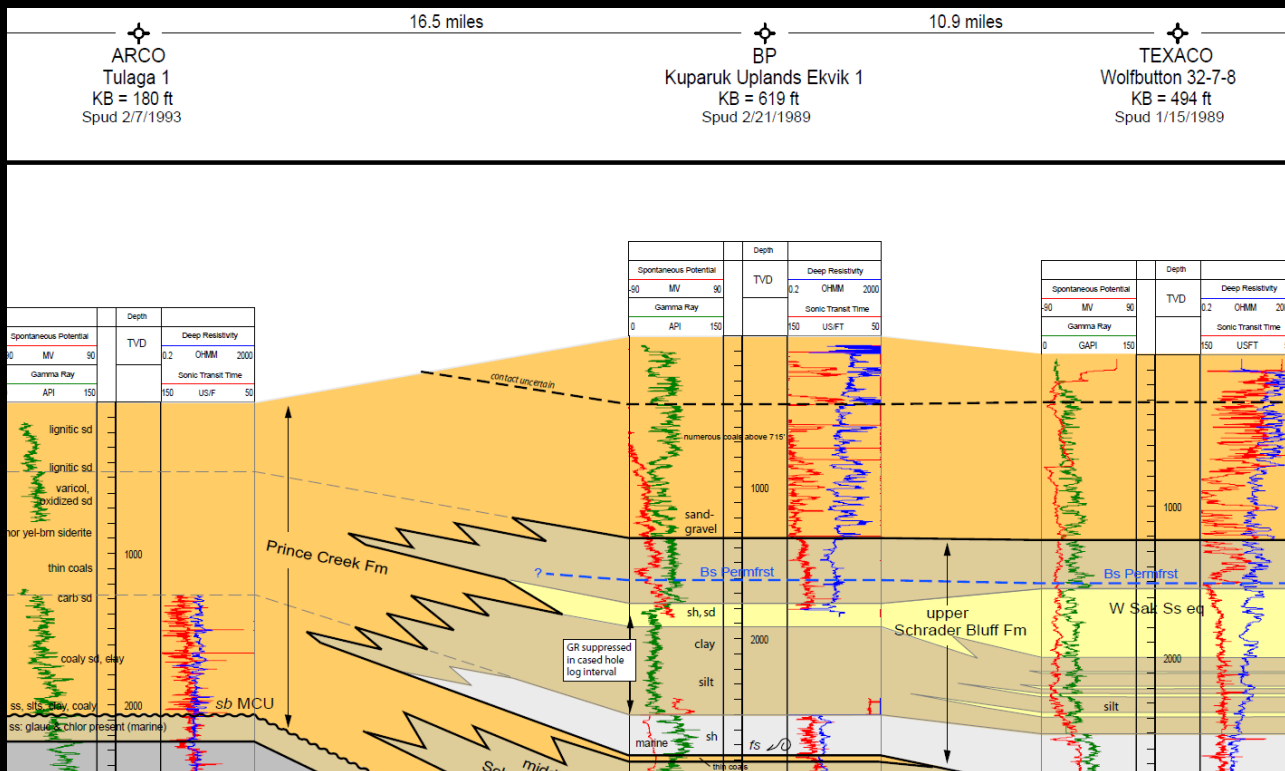 16.5 miles
10.9 miles
ARCO
Tulaga 1
KB = 180 ft
Spud 2/7/1993
BP
Kuparuk Uplands Ekvik 1
KB = 619 ft
Spud 2/21/1989
TEXACO
Wolfbutton 32-7-8
KB = 494 ft
Spud 1/15/1989
Depth
Spontaneous Potential
MV 90
TVD
Deep Resistivity
0.2 OHMM 2000
Gamma Ray
API 150
Sonic Transit Time
150 US/F 50
lignitic sd
lignitic sd
varicol,
oxidized sd
yel-brn siderite
1000
thin coals
carb sd
coaly sd, clay
ss, slts, clay, coaly
2000
sb MCU
ss: glauc & chlor present (marine)
Prince Creek Fm
contact uncertain
Depth
Spontaneous Potential
-90 MV 90
TVD
Deep Resistivity
0.2 OHMM 2000
Gamma Ray
0 API 150
Sonic Transit Time
150 US/FT 50
numerous coals above 715'
1000
sand-
gravel
?
Bs Permfrst
sh, sd
GR suppressed
in cased hole
log interval
clay
2000
silt
marine
sh
fs
thin coals
upper
Schrader Bluff Fm
Depth
Spontaneous Potential
-90 MV 90
TVD
Deep Resistivity
0.2 OHMM
Gamma Ray
0 GAPI 150
Sonic Transit Time
150 USFT
1000
Bs Permfrst
W Sak Ss eq
2000
silt